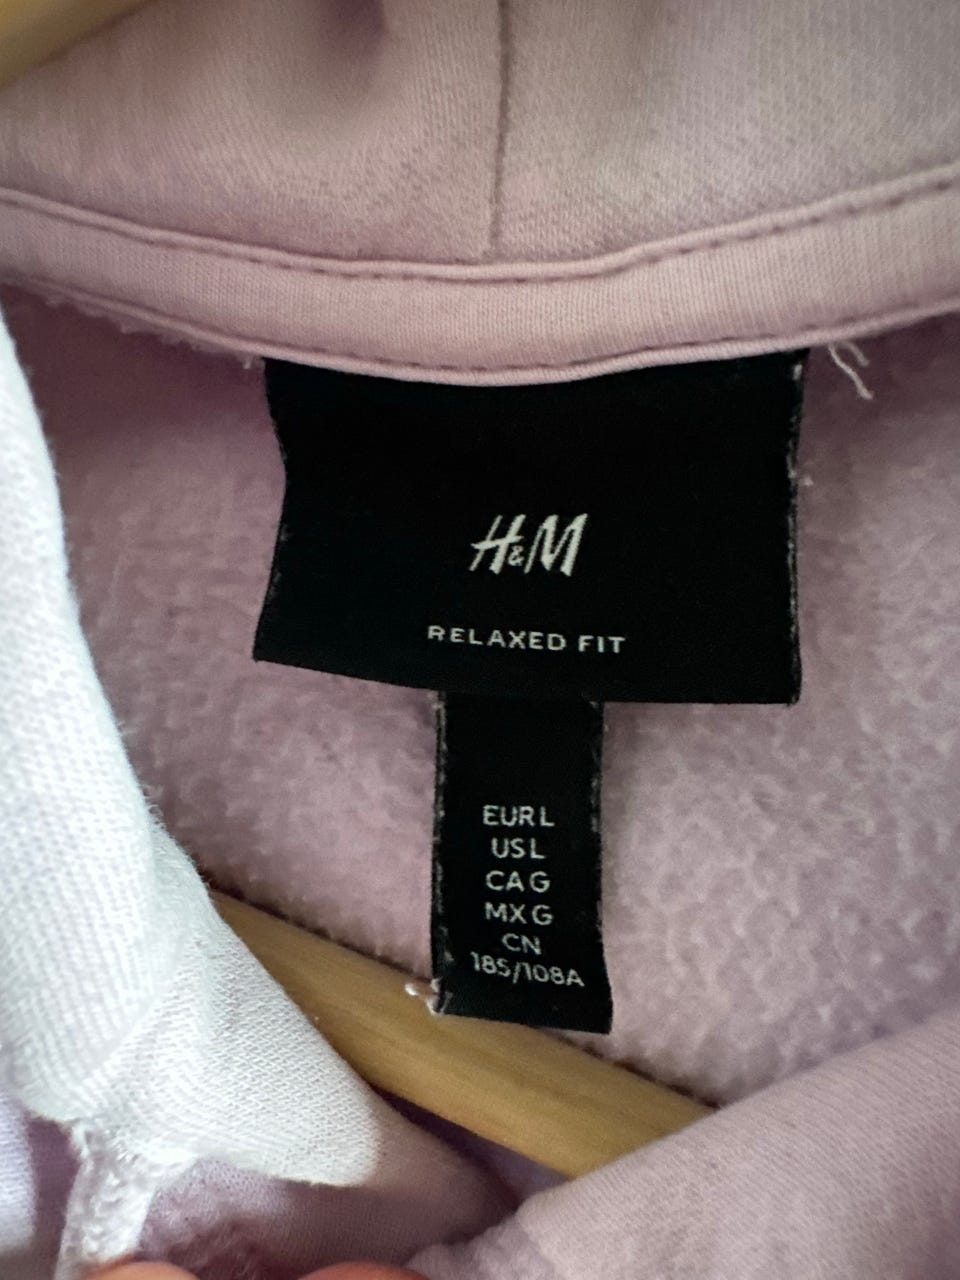 H&M
RELAXED FIT
EUR L
US L
CA G
MX G
CN
185/108A